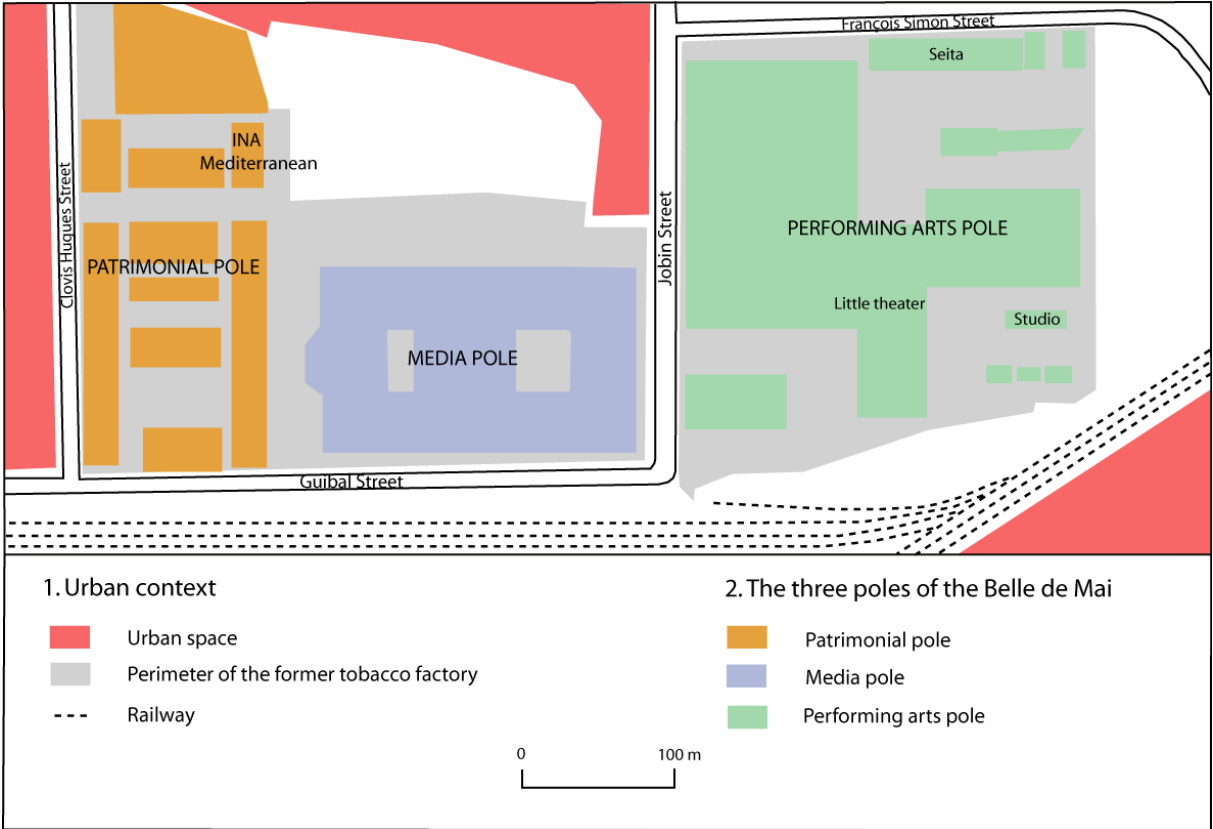 François Simon Street
Seita
INA
Mediterranean
Clovis Huques Street
Jobin Street
PERFORMING ARTS POLE
PATRIMONIAL POLE
Little theater
Studio
MEDIA POLE
Guibal Street
1. Urban context
Urban space
Perimeter of the former tobacco factory
Railway
2. The three poles of the Belle de Mai
Patrimonial pole
Media pole
Performing arts pole
0 100 m